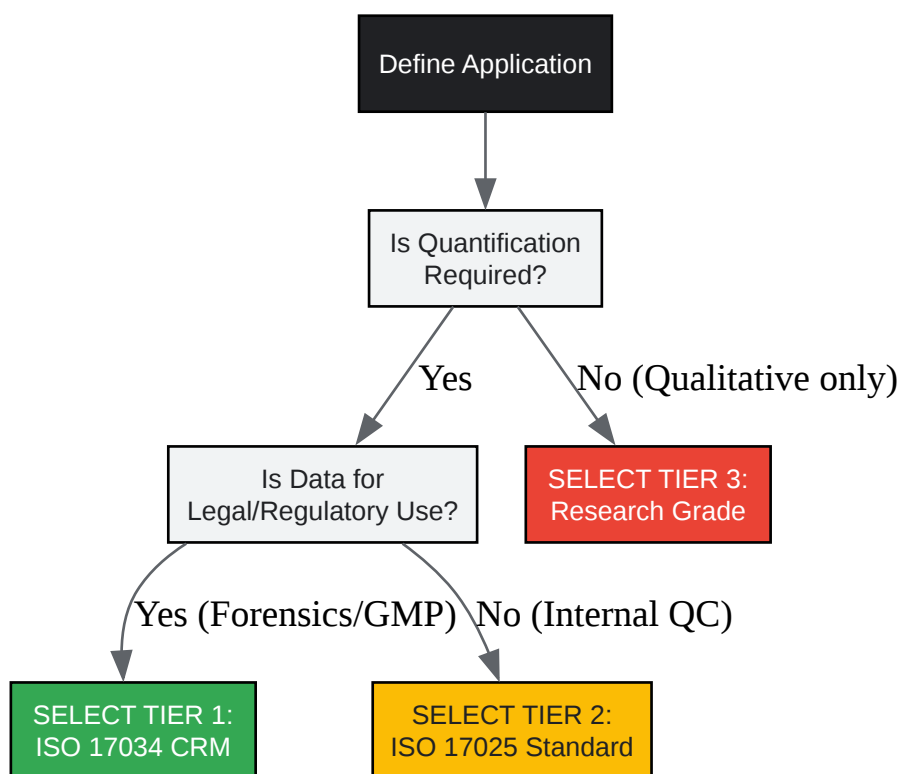 Define Application
Is Quantification
Required?
Yes
No (Qualitative only)
Is Data for
Legal/Regulatory Use?
SELECT TIER 3:
Research Grade
Yes (Forensics/GMP)
No (Internal QC)
SELECT TIER 1:
ISO 17034 CRM
SELECT TIER 2:
ISO 17025 Standard